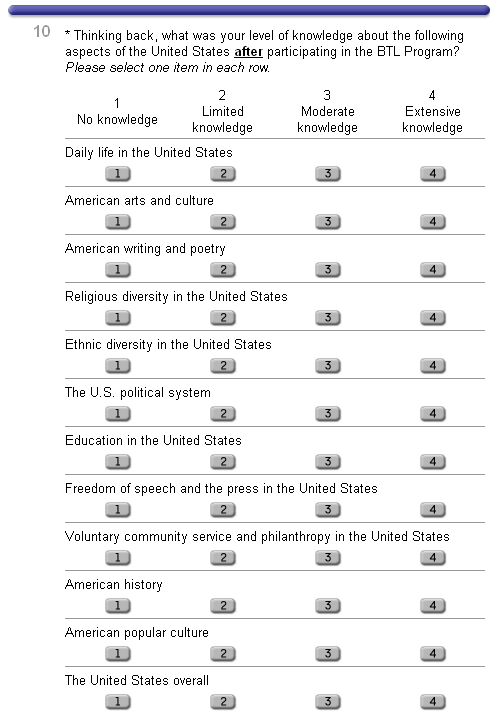 10 * Thinking back, what was your level of knowledge about the following
aspects of the United States after participating in the BTL Program?
Please select one item in each row.
1 2 3 4
No knowledge Limited knowledge Moderate knowledge Extensive knowledge
Daily life in the United States
1 2 3 4
American arts and culture
1 2 3 4
American writing and poetry
1 2 3 4
Religious diversity in the United States
1 2 3 4
Ethnic diversity in the United States
1 2 3 4
The U.S. political system
1 2 3 4
Education in the United States
1 2 3 4
Freedom of speech and the press in the United States
1 2 3 4
Voluntary community service and philanthropy in the United States
1 2 3 4
American history
1 2 3 4
American popular culture
1 2 3 4
The United States overall
1 2 3 4